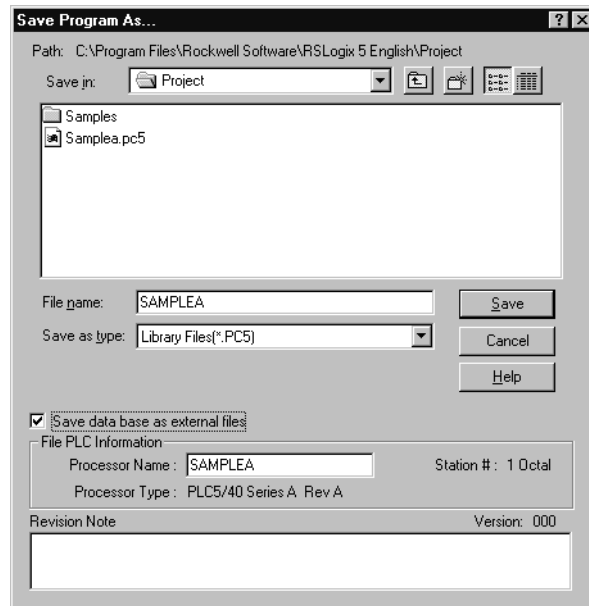 Save Program As...
Path: C:\Program Files\Rockwell Software\RSLogix 5 English\Project
Save in: Project
Samples
Samplea.pc5
File name: SAMPLEA Save
Save as type: Library Files(*.PC5) Cancel
Help
Save data base as external files
File PLC Information
Processor Name : SAMPLEA Station # : 1 Octal
Processor Type : PLC5/40 Series A Rev A
Revision Note Version: 000